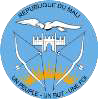 REPUBLIQUE DU MALI
UN PEUPLE - UN BUT - UNE FOI